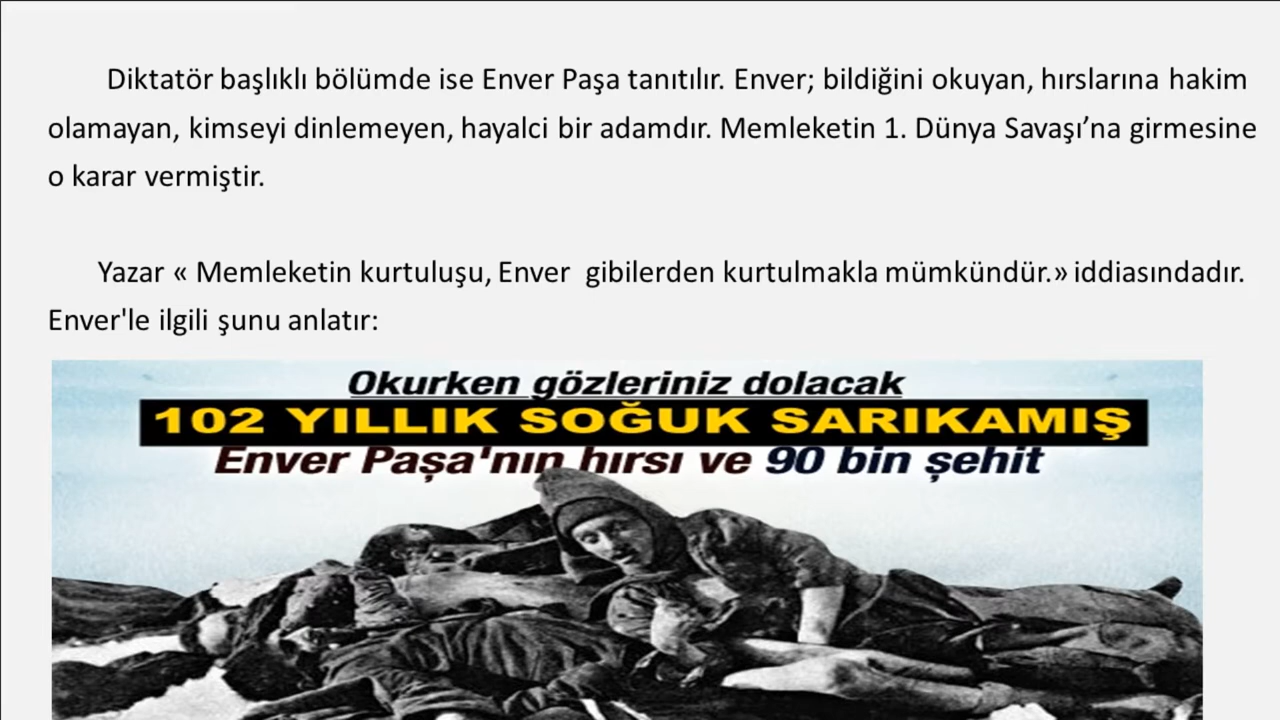 Diktatör başlıklı bölümde ise Enver Paşa tanıtılır. Enver; bildiğini okuyan, hırslarına hakim
olamayan, kimseyi dinlemeyen, hayalci bir adamdır. Memleketin 1. Dünya Savaşı’na girmesine
o karar vermiştir.
Yazar « Memleketin kurtuluşu, Enver gibilerden kurtulmakla mümkündür.» iddiasındadır.
Enver'le ilgili şunu anlatır:
Okurken gözleriniz dolacak
102 YILLIK SOĞUK SARIKAMIŞ
Enver Paşa'nın hırsı ve 90 bin şehit